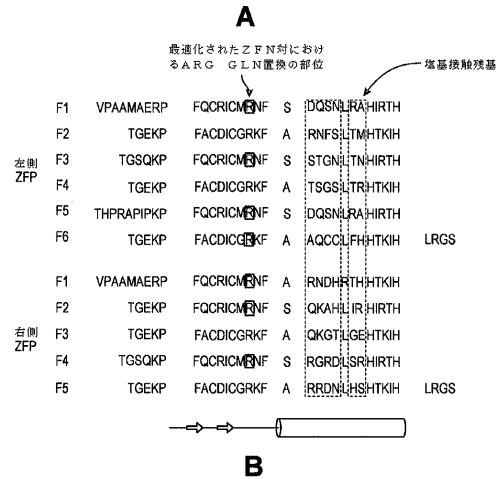 A
最適化されたZFN対におけ
るARG GLN置換の部位
塩基接触残基
F1 VPAAMAERP FQCRICMRNF S DQSNLRAHIRTH
F2 TGEKP FACDICGRKF A RNFSLTMHTKIH
左側 ZFP
F3 TGSQKP FQCRICMRNF S STGNLTNHIRTH
F4 TGEKP FACDICGRKF A TSGSLTRHTKIH
F5 THPRAPIPKP FQCRICMRNF S DQSNLRAHIRTH
F6 TGEKP FACDICGRKF A AQCCLFHHTKIH LRGS
F1 VPAAMAERP FQCRICMRNF S RNDHRTHHTKIH
F2 TGEKP FQCRICMRNF S QKAHLIRHIRTH
右側 ZFP
F3 TGEKP FACDICGRKF A QKGTLGEHTKIH
F4 TGSQKP FQCRICMRNF S RGRDLSRHIRTH
F5 TGEKP FACDICGRKF A RRDNLHSHTKIH LRGS
B